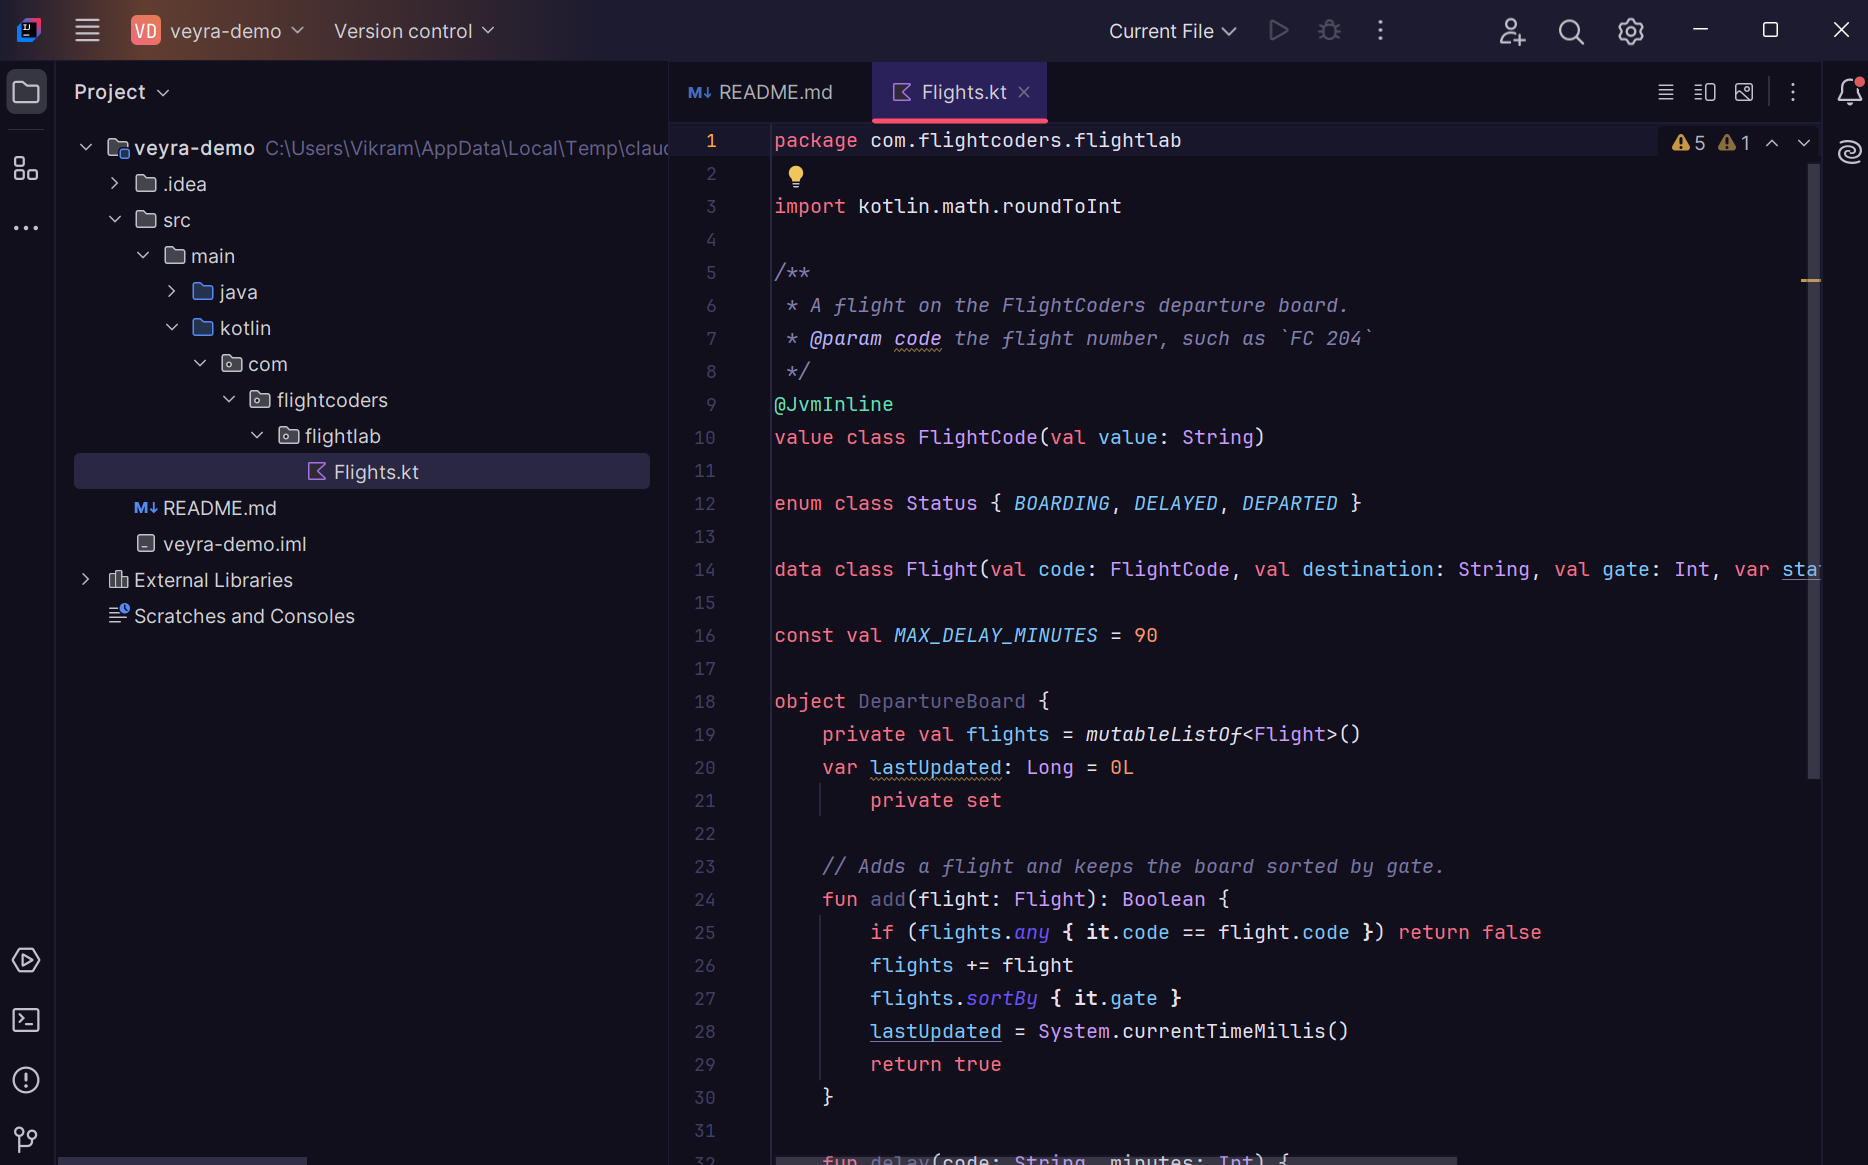 VD veyra-demo Version control Current File
Project
README.md Flights.kt
veyra-demo C:\Users\Vikram\AppData\Local\Temp\clauc
.idea
src
main
java
kotlin
com
flightcoders
flightlab
Flights.kt
README.md
veyra-demo.iml
External Libraries
Scratches and Consoles
5 1
1 package com.flightcoders.flightlab
2
3 import kotlin.math.roundToInt
4
5 /**
6 * A flight on the FlightCoders departure board.
7 * @param code the flight number, such as `FC 204`
8 */
9 @JvmInline
10 value class FlightCode(val value: String)
11
12 enum class Status { BOARDING, DELAYED, DEPARTED }
13
14 data class Flight(val code: FlightCode, val destination: String, val gate: Int, var sta
15
16 const val MAX_DELAY_MINUTES = 90
17
18 object DepartureBoard {
19 private val flights = mutableListOf<Flight>()
20 var lastUpdated: Long = 0L
21 private set
22
23 // Adds a flight and keeps the board sorted by gate.
24 fun add(flight: Flight): Boolean {
25 if (flights.any { it.code == flight.code }) return false
26 flights += flight
27 flights.sortBy { it.gate }
28 lastUpdated = System.currentTimeMillis()
29 return true
30 }
31
32 fun delay(code: String, minutes: Int) {